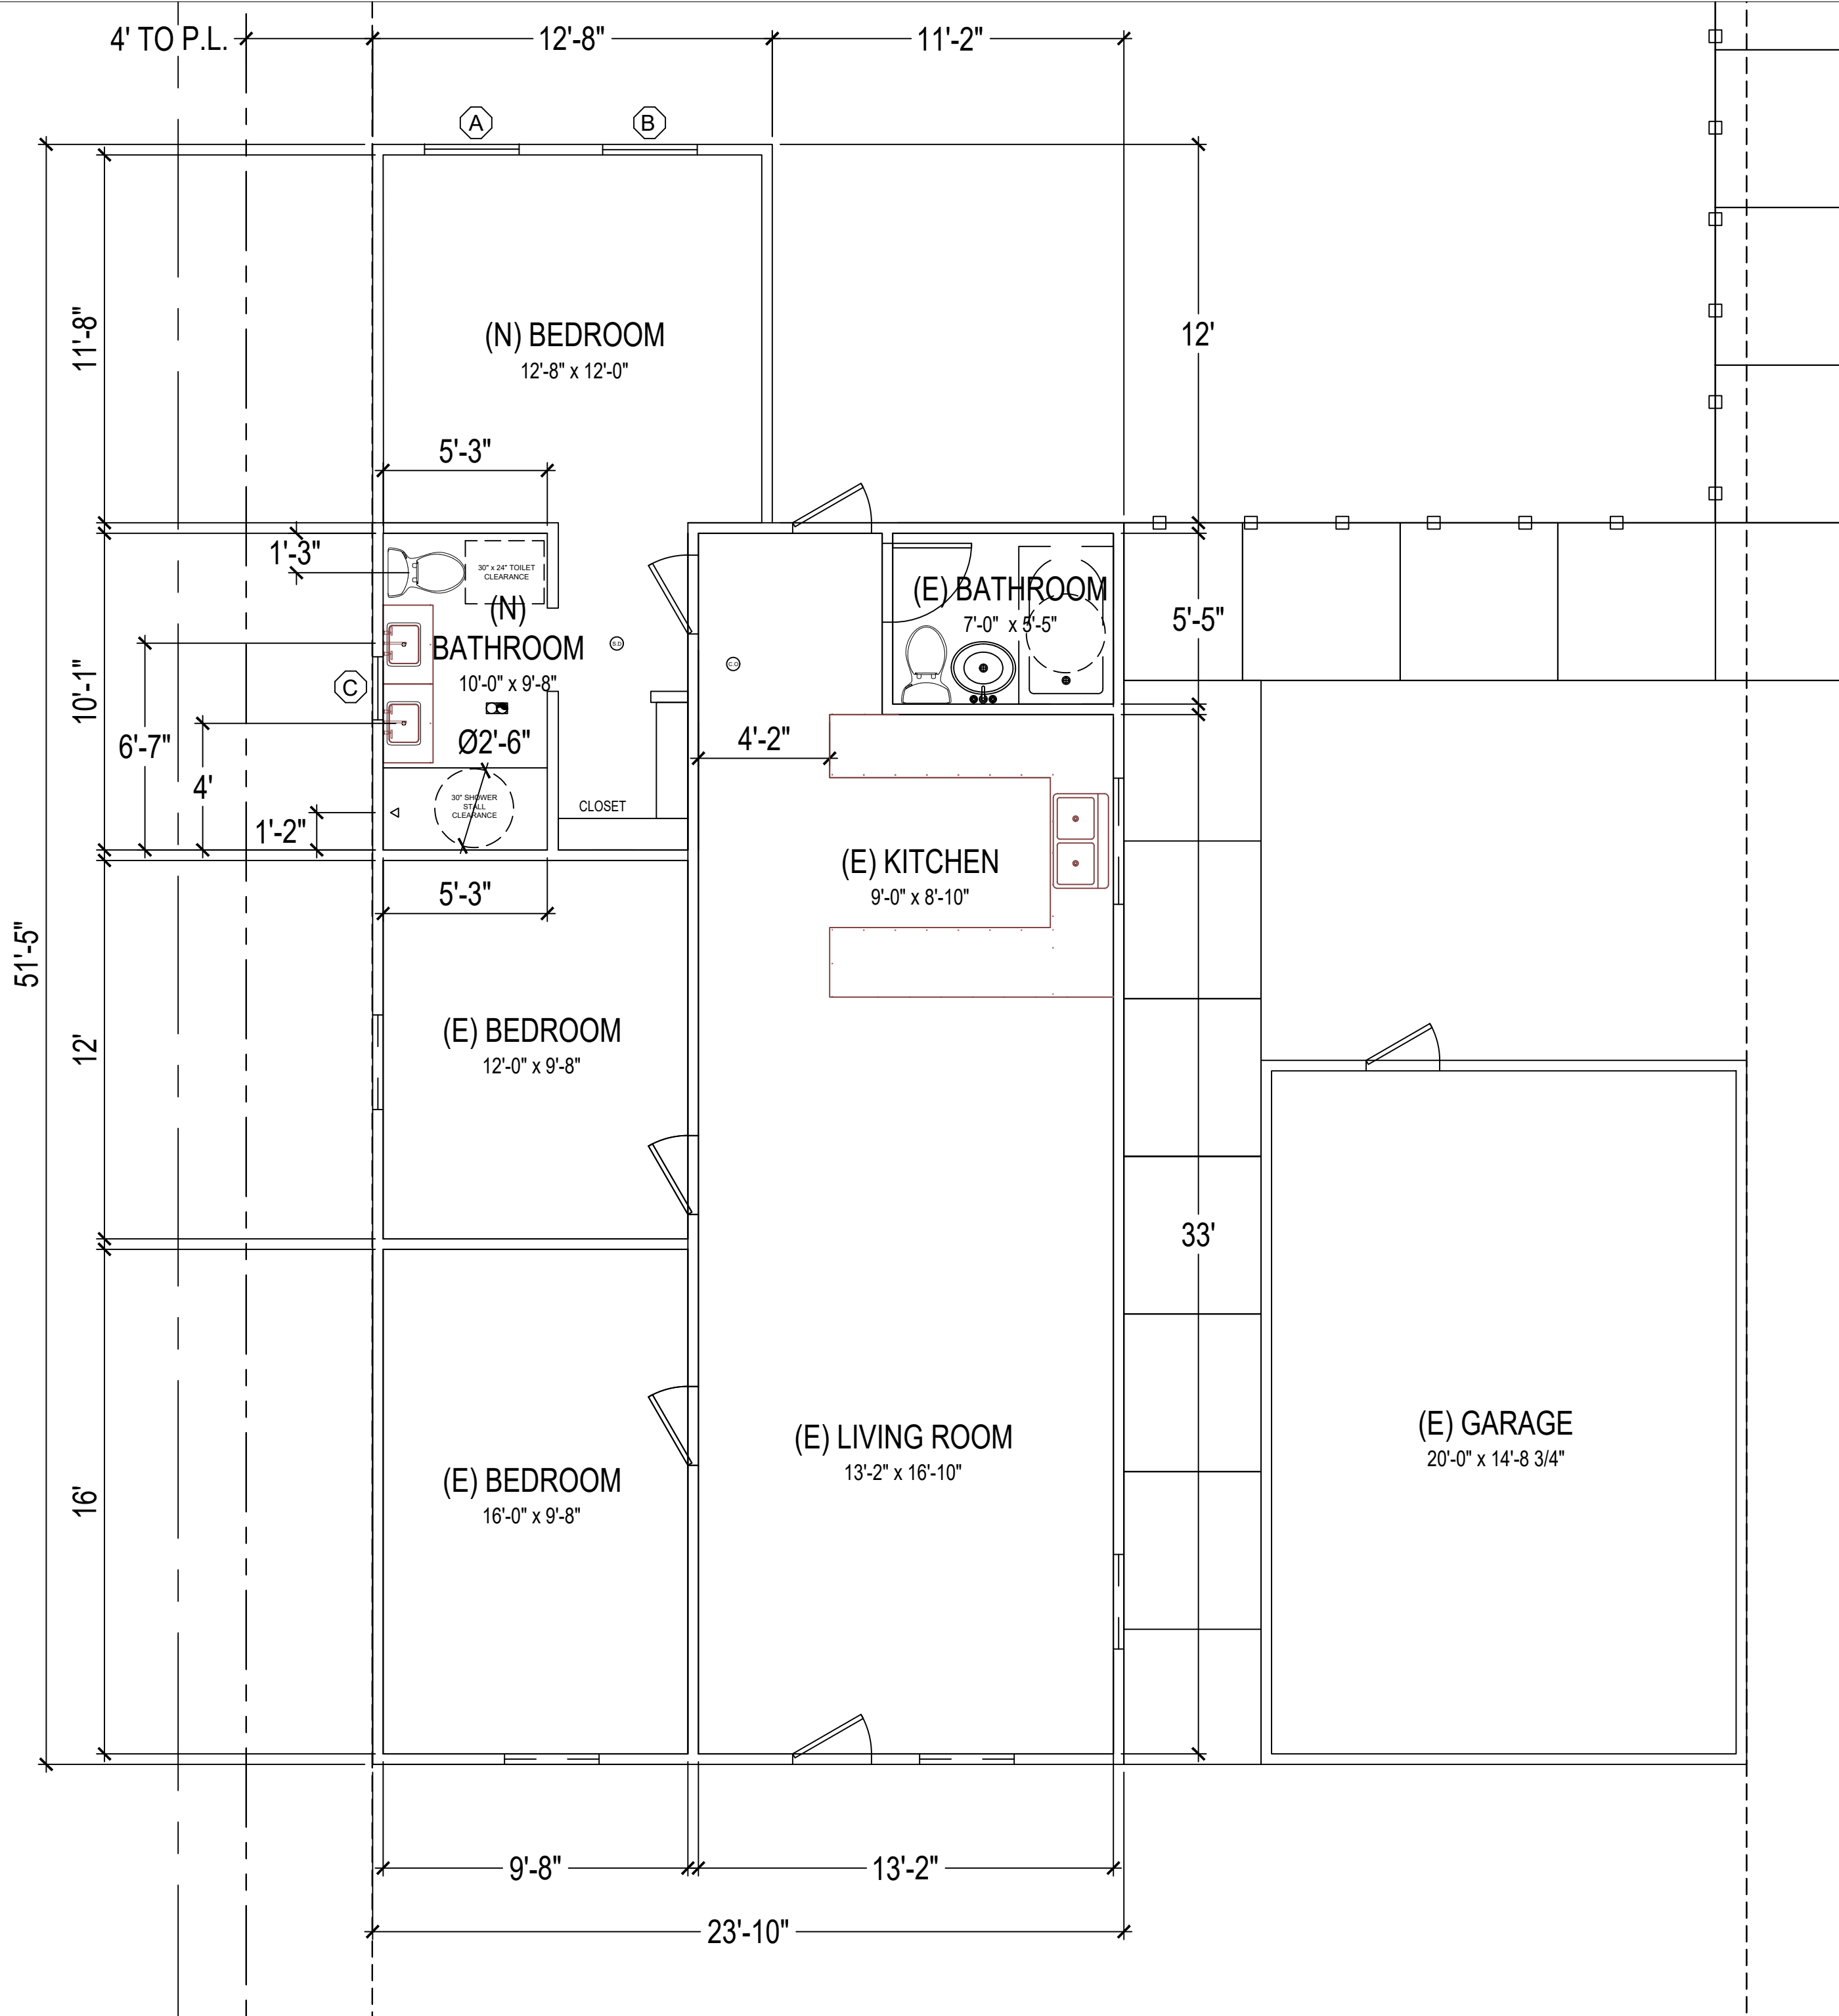 4' TO P.L.
12'-8"
11'-2"
A
B
11'-8"
(N) BEDROOM
12'-8" x 12'-0"
12'
5'-3"
1'-3"
30" x 24" TOILET
CLEARANCE
(N)
BATHROOM
10'-0" x 9'-8"
S.D
C.O
(E) BATHROOM
7'-0" x 5'-5"
5'-5"
C
10'-1"
6'-7"
4'
1'-2"
Ø2'-6"
30" SHOWER
STALL
CLEARANCE
CLOSET
4'-2"
(E) KITCHEN
9'-0" x 8'-10"
5'-3"
51'-5"
12'
(E) BEDROOM
12'-0" x 9'-8"
33'
16'
(E) BEDROOM
16'-0" x 9'-8"
(E) LIVING ROOM
13'-2" x 16'-10"
(E) GARAGE
20'-0" x 14'-8 3/4"
9'-8"
13'-2"
23'-10"